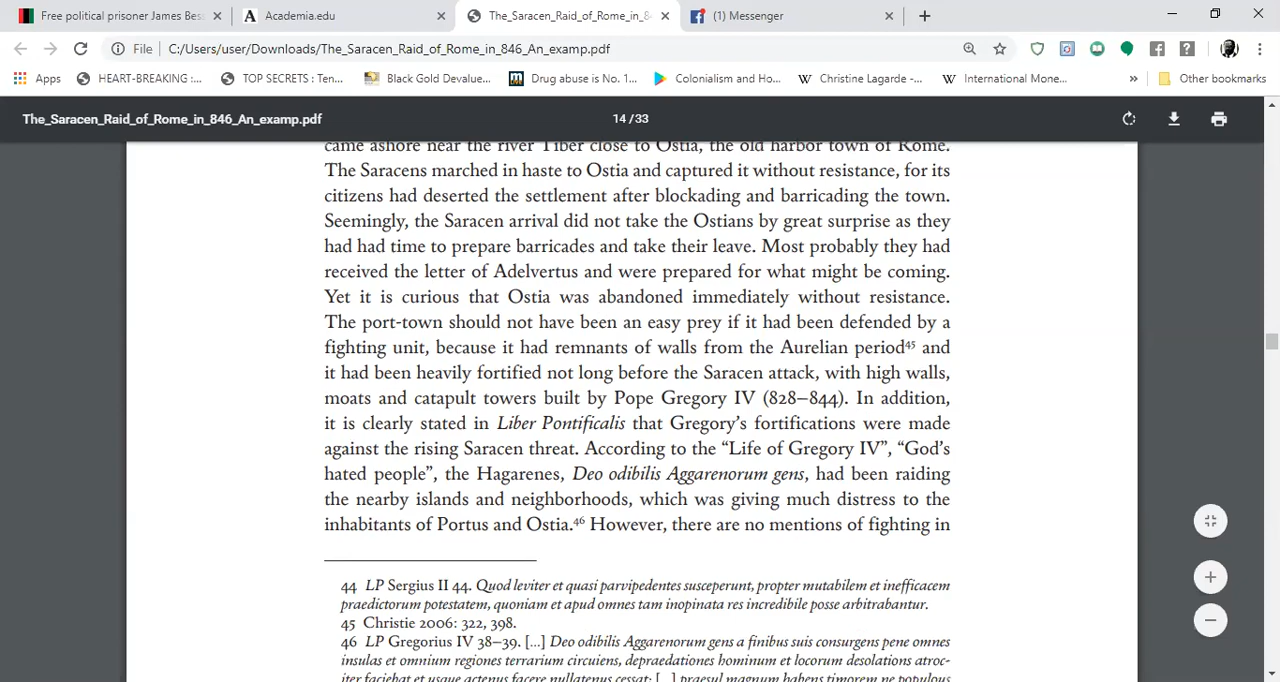 Free political prisoner James Bess
Academia.edu
The_Saracen_Raid_of_Rome_in_8
(1) Messenger
File
C:/Users/user/Downloads/The_Saracen_Raid_of_Rome_in_846_An_examp.pdf
Apps
HEART-BREAKING :...
TOP SECRETS : Ten...
Black Gold Devalue...
Drug abuse is No. 1...
Colonialism and Ho...
Christine Lagarde -...
International Mone...
»
Other bookmarks
The_Saracen_Raid_of_Rome_in_846_An_examp.pdf
14 / 33
came ashore near the river Tiber close to Ostia, the old harbor town of Rome.
The Saracens marched in haste to Ostia and captured it without resistance, for its
citizens had deserted the settlement after blockading and barricading the town.
Seemingly, the Saracen arrival did not take the Ostians by great surprise as they
had had time to prepare barricades and take their leave. Most probably they had
received the letter of Adelvertus and were prepared for what might be coming.
Yet it is curious that Ostia was abandoned immediately without resistance.
The port-town should not have been an easy prey if it had been defended by a
fighting unit, because it had remnants of walls from the Aurelian period45 and
it had been heavily fortified not long before the Saracen attack, with high walls,
moats and catapult towers built by Pope Gregory IV (828–844). In addition,
it is clearly stated in Liber Pontificalis that Gregory's fortifications were made
against the rising Saracen threat. According to the "Life of Gregory IV", "God's
hated people", the Hagarenes, Deo odibilis Aggarenorum gens, had been raiding
the nearby islands and neighborhoods, which was giving much distress to the
inhabitants of Portus and Ostia.46 However, there are no mentions of fighting in
44 LP Sergius II 44. Quod leviter et quasi parvipedentes susceperunt, propter mutabilem et inefficacem
praedictorum potestatem, quoniam et apud omnes tam inopinata res incredibile posse arbitrabantur.
45 Christie 2006: 322, 398.
46 LP Gregorius IV 38–39. [...] Deo odibilis Aggarenorum gens a finibus suis consurgens pene omnes
insulas et omnium regiones terrarium circuiens, depraedationes hominum et locorum desolations atroc-
iter faciebat et usque actenus facere nullatenus cessat; [...] praesul magnum habens timorem ne populous